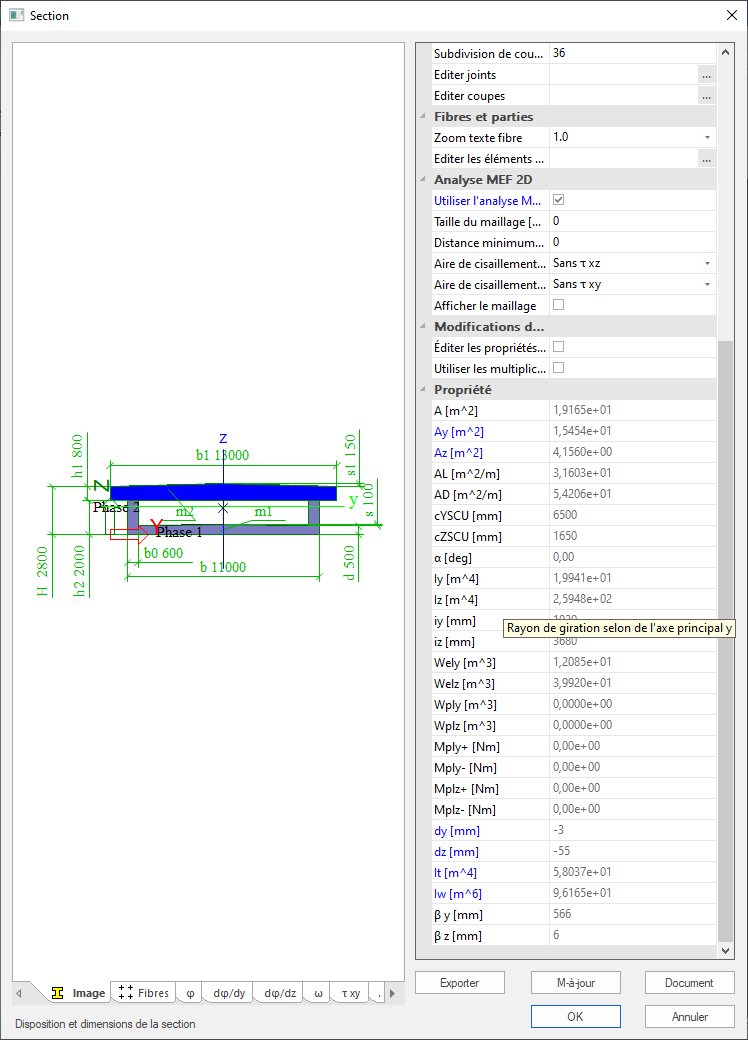 Section
Z
b1 13000
h1 800
s1 150
Z
y
Phase 2
m2
m1
s 100
Y
Phase 1
b0 600
b 11000
H 2800
h2 2000
d 500
Image
Fibres
φ
dφ/dy
dφ/dz
ω
τ xy
Disposition et dimensions de la section
Subdivision de cou... 36
Editer joints ...
Editer coupes ...
Fibres et parties
Zoom texte fibre 1.0
Editer les éléments ... ...
Analyse MEF 2D
Utiliser l'analyse M...
Taille du maillage [... 0
Distance minimum... 0
Aire de cisaillement... Sans τ xz
Aire de cisaillement... Sans τ xy
Afficher le maillage
Modifications d...
Éditer les propriétés...
Utiliser les multiplic...
Propriété
A [m^2] 1,9165e+01
Ay [m^2] 1,5454e+01
Az [m^2] 4,1560e+00
AL [m^2/m] 3,1603e+01
AD [m^2/m] 5,4206e+01
cYSCU [mm] 6500
cZSCU [mm] 1650
α [deg] 0,00
Iy [m^4] 1,9941e+01
Iz [m^4] 2,5948e+02
iy [mm]
Rayon de giration selon de l'axe principal y
iz [mm] 3680
Wely [m^3] 1,2085e+01
Welz [m^3] 3,9920e+01
Wply [m^3] 0,0000e+00
Wplz [m^3] 0,0000e+00
Mply+ [Nm] 0,00e+00
Mply- [Nm] 0,00e+00
Mplz+ [Nm] 0,00e+00
Mplz- [Nm] 0,00e+00
dy [mm] -3
dz [mm] -55
It [m^4] 5,8037e+01
Iw [m^6] 9,6165e+01
β y [mm] 566
β z [mm] 6
Exporter
M-à-jour
Document
OK
Annuler